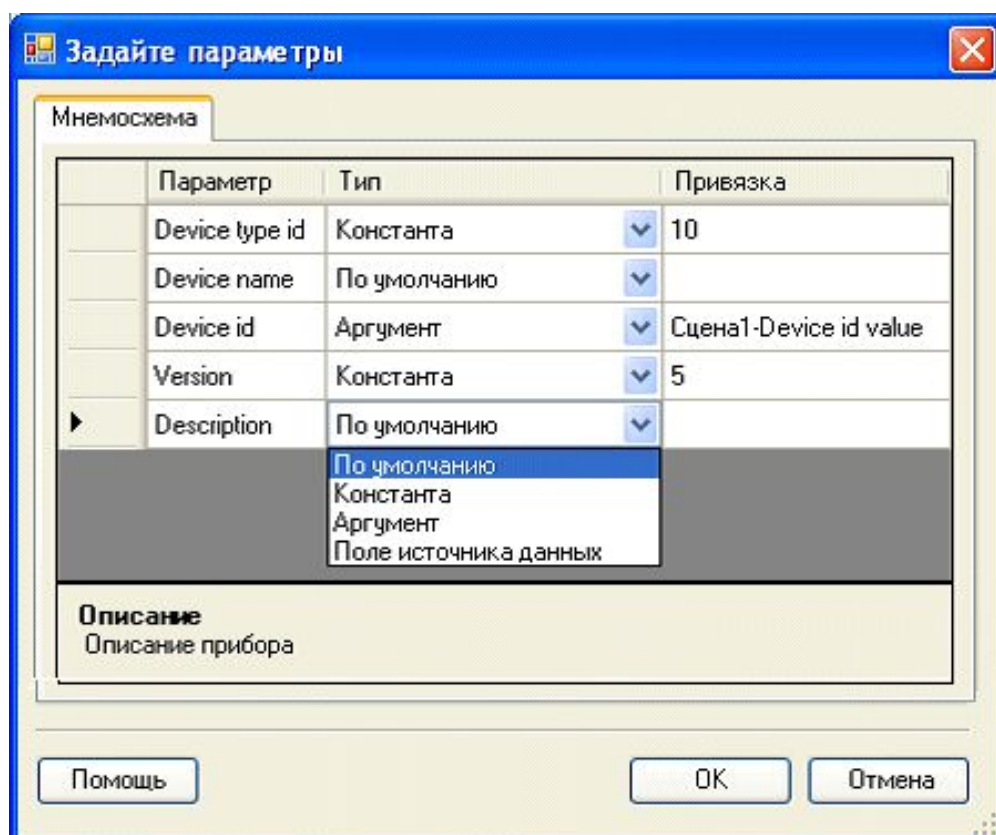 Задайте параметры
Мнемосхема
Параметр Тип Привязка
Device type id Константа 10
Device name По умолчанию
Device id Аргумент Сцена1-Device id value
Version Константа 5
Description По умолчанию
По умолчанию
Константа
Аргумент
Поле источника данных
Описание
Описание прибора
Помощь OK Отмена